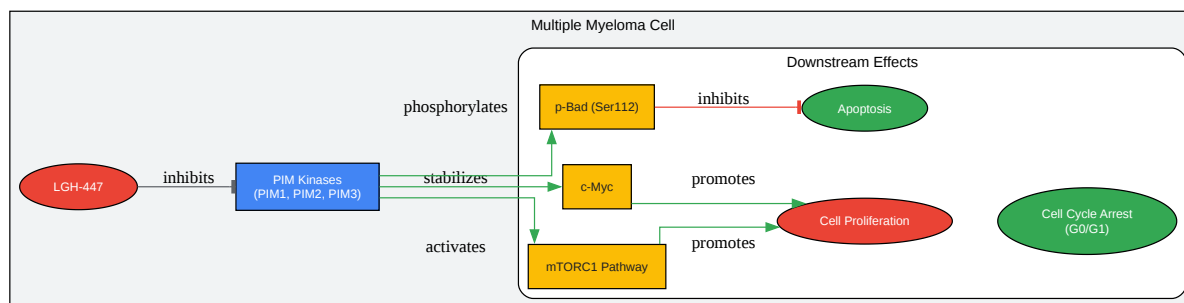 Multiple Myeloma Cell
Downstream Effects
phosphorylates
p-Bad (Ser112)
inhibits
Apoptosis
LGH-447
inhibits
PIM Kinases
(PIM1, PIM2, PIM3)
stabilizes
c-Myc
promotes
Cell Proliferation
Cell Cycle Arrest
(G0/G1)
activates
mTORC1 Pathway
promotes